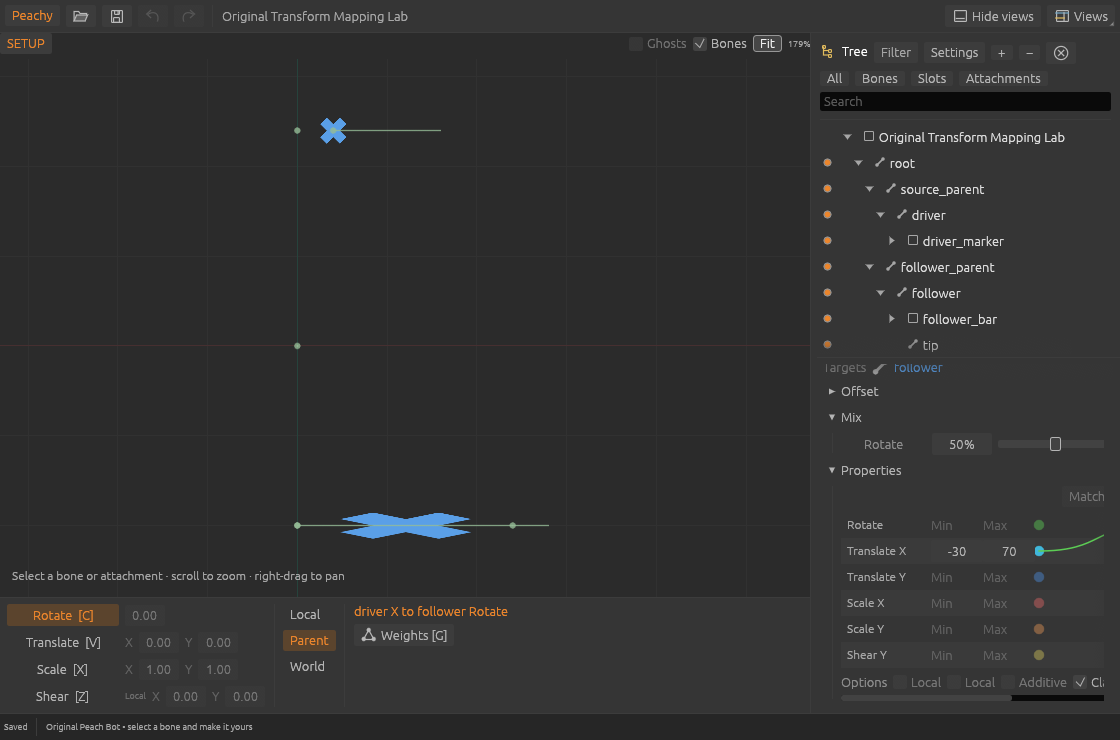 Peachy
Original Transform Mapping Lab
Hide views
Views
SETUP
Ghosts
Bones
Fit
179%
Tree
Filter
Settings
+
−
All
Bones
Slots
Attachments
Search
Original Transform Mapping Lab
root
source_parent
driver
driver_marker
follower_parent
follower
follower_bar
tip
Targets follower
Offset
Mix
Rotate 50%
Properties
Match
Rotate Min Max
Translate X -30 70
Translate Y Min Max
Scale X Min Max
Scale Y Min Max
Shear Y Min Max
Options Local Local Additive Cla
Select a bone or attachment · scroll to zoom · right-drag to pan
Rotate [C] 0.00
Translate [V] X 0.00 Y 0.00
Scale [X] X 1.00 Y 1.00
Shear [Z] Local X 0.00 Y 0.00
Local
Parent
World
driver X to follower Rotate
Weights [G]
Saved
Original Peach Bot • select a bone and make it yours